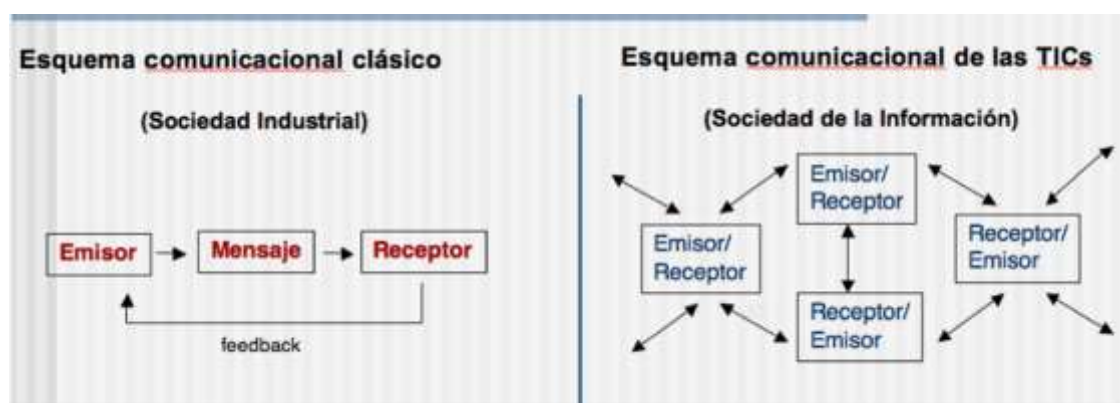 Esquema comunicacional clásico
(Sociedad Industrial)
Emisor
Mensaje
Receptor
feedback
Esquema comunicacional de las TICs
(Sociedad de la Información)
Emisor/
Receptor
Emisor/
Receptor
Receptor/
Emisor
Receptor/
Emisor